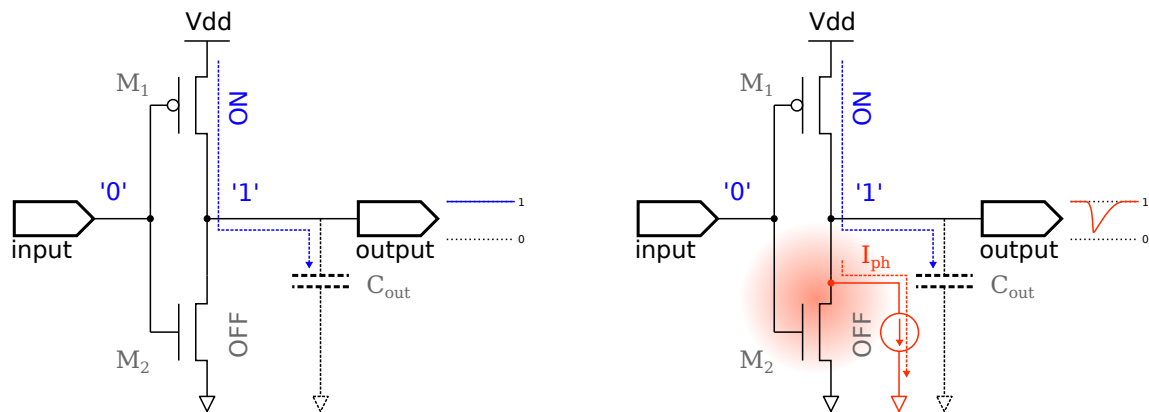 Vdd
M1
ON
'0'
'1'
1
0
input
output
Cout
OFF
M2
Vdd
M1
ON
'0'
'1'
1
0
input
output
Iph
Cout
OFF
M2